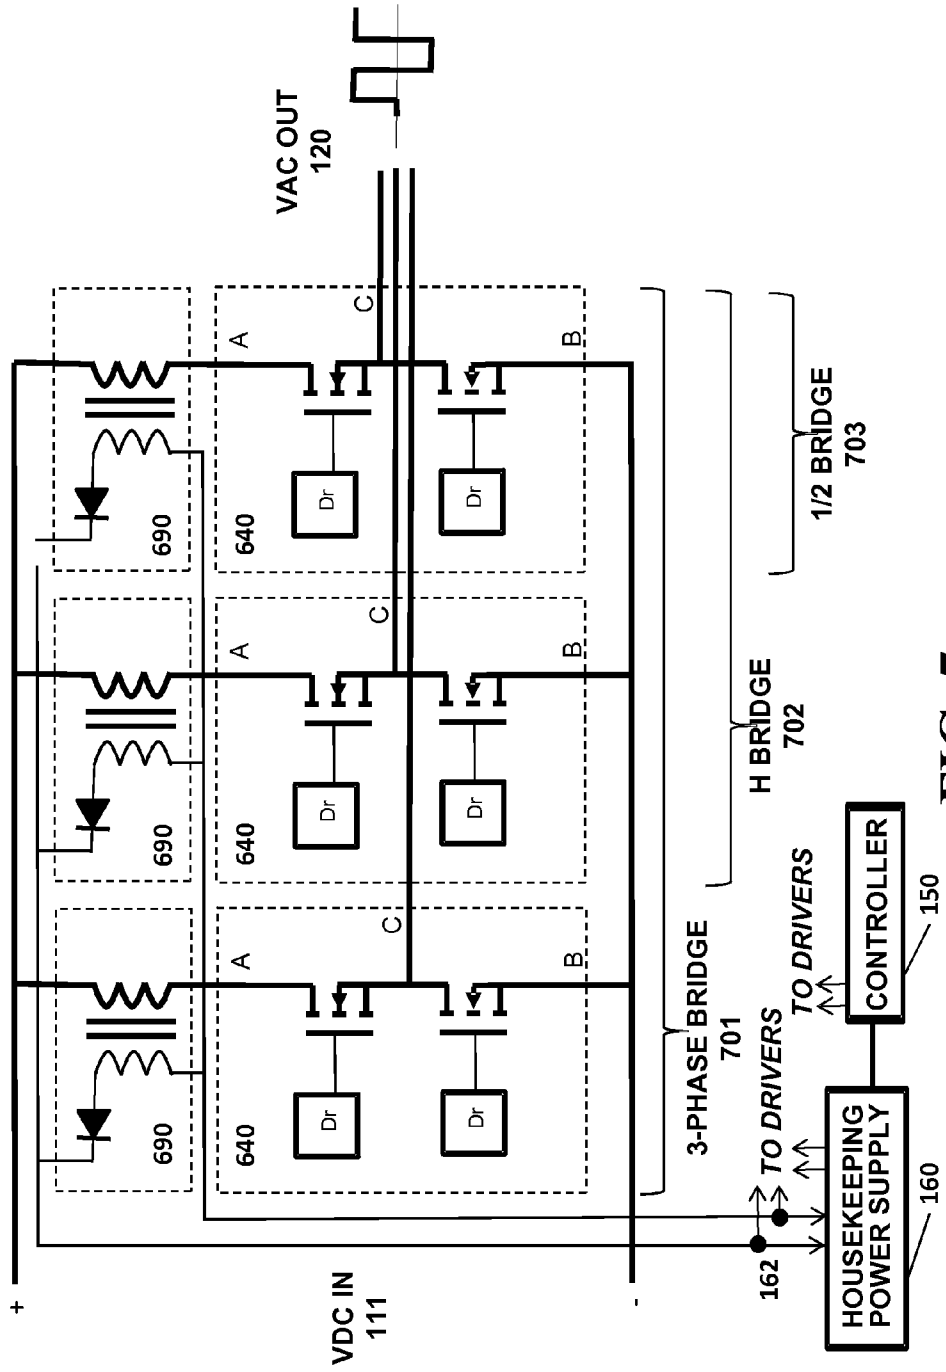 +
VDC IN
111
-
690
690
690
A
A
A
640
640
640
Dr
Dr
Dr
Dr
Dr
Dr
C
C
C
B
B
B
VAC OUT
120
3-PHASE BRIDGE
701
H BRIDGE
702
1/2 BRIDGE
703
162
TO DRIVERS
TO DRIVERS
HOUSEKEEPING
POWER SUPPLY
160
CONTROLLER
150